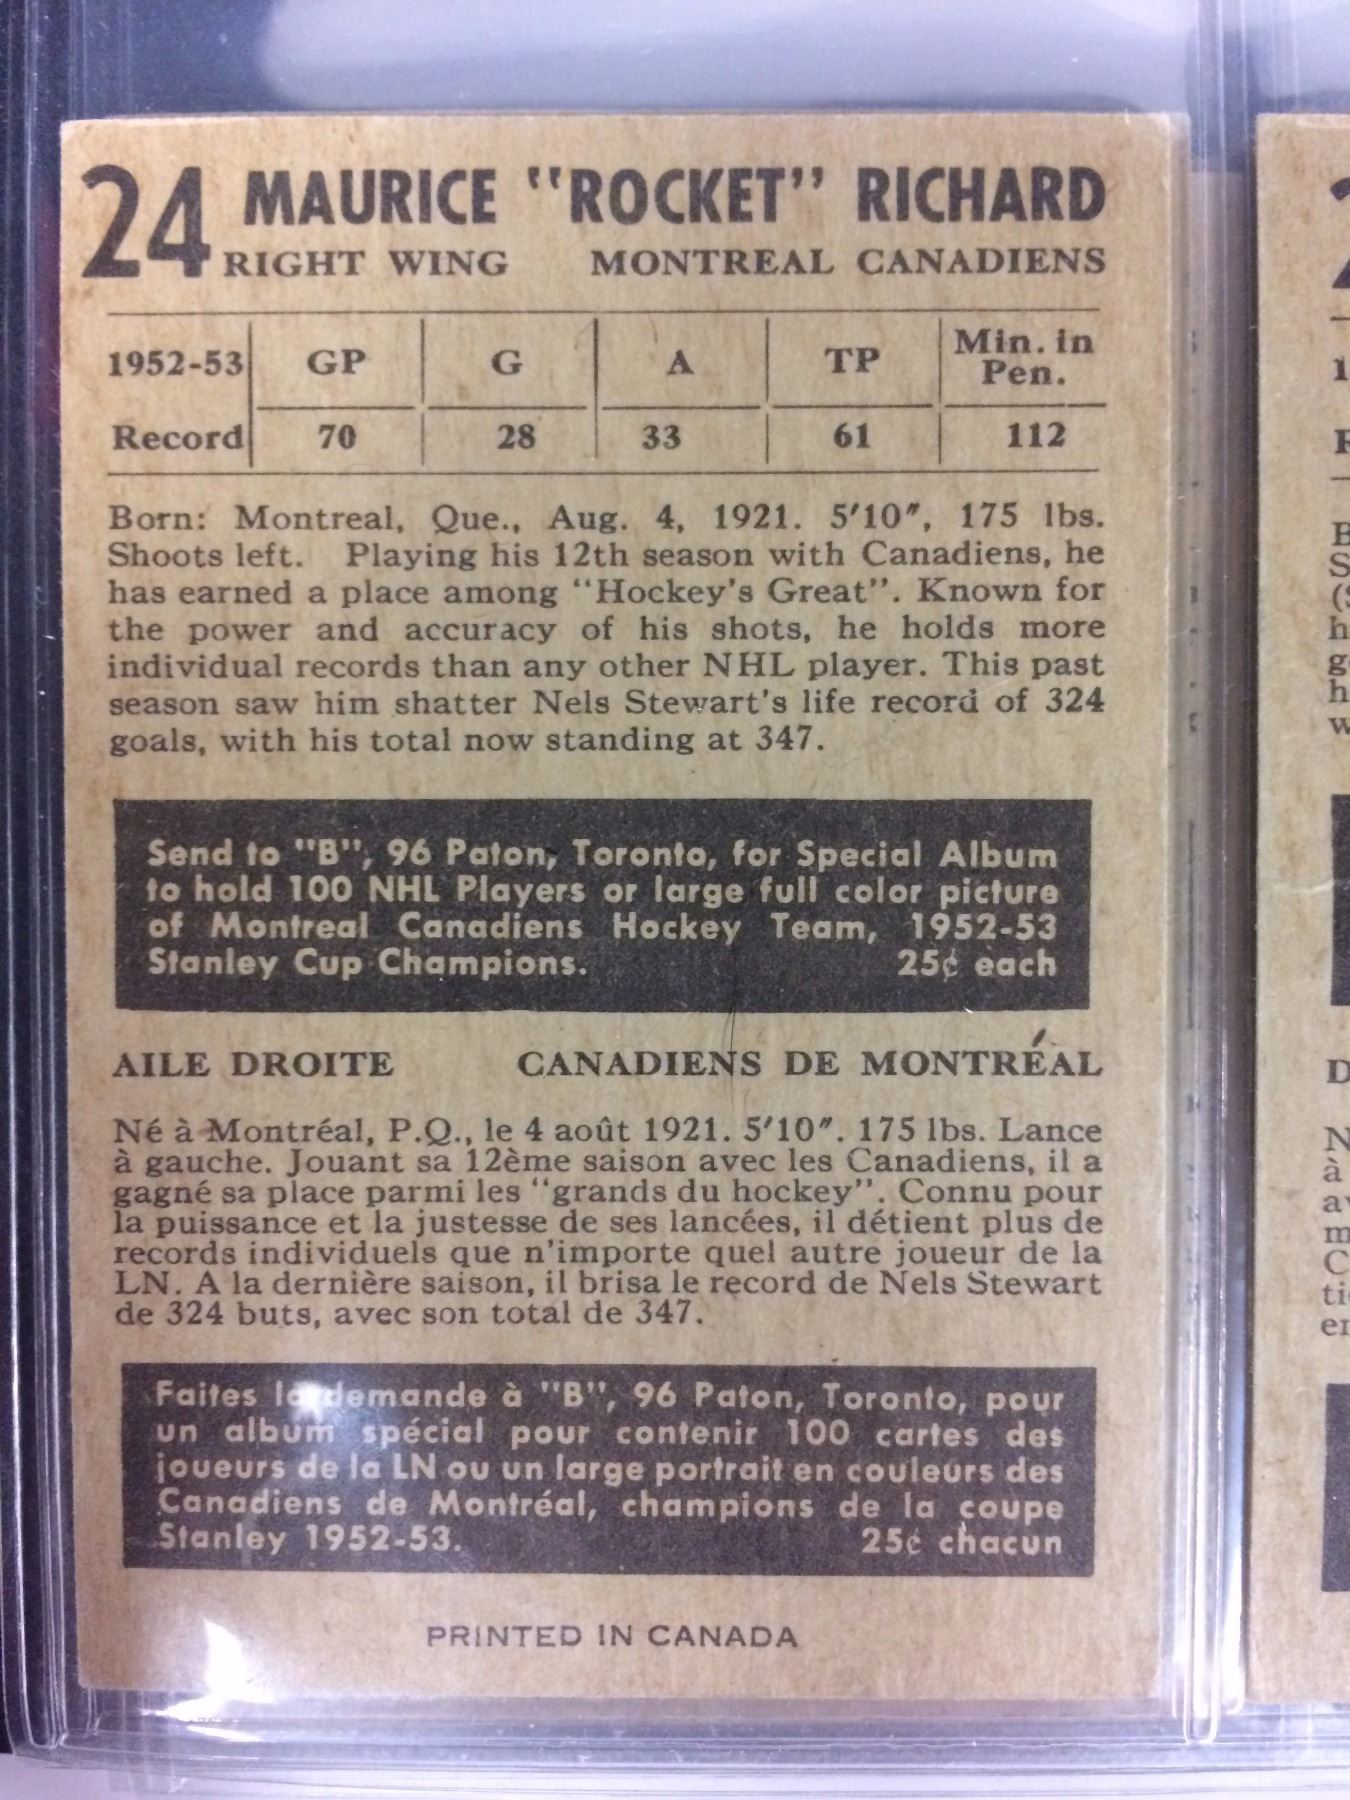 24 MAURICE "ROCKET" RICHARD
RIGHT WING MONTREAL CANADIENS
1952-53 GP G A TP Min. in Pen.
Record 70 28 33 61 112
Born: Montreal, Que., Aug. 4, 1921. 5'10", 175 lbs.
Shoots left. Playing his 12th season with Canadiens, he
has earned a place among "Hockey's Great". Known for
the power and accuracy of his shots, he holds more
individual records than any other NHL player. This past
season saw him shatter Nels Stewart's life record of 324
goals, with his total now standing at 347.
Send to "B", 96 Paton, Toronto, for Special Album
to hold 100 NHL Players or large full color picture
of Montreal Canadiens Hockey Team, 1952-53
Stanley Cup Champions. 25¢ each
AILE DROITE CANADIENS DE MONTRÉAL
Né à Montréal, P.Q., le 4 août 1921. 5'10". 175 lbs. Lance
à gauche. Jouant sa 12ème saison avec les Canadiens, il a
gagné sa place parmi les "grands du hockey". Connu pour
la puissance et la justesse de ses lancées, il détient plus de
records individuels que n'importe quel autre joueur de la
LN. A la dernière saison, il brisa le record de Nels Stewart
de 324 buts, avec son total de 347.
Faites la demande à "B", 96 Paton, Toronto, pour
un album spécial pour contenir 100 cartes des
joueurs de la LN ou un large portrait en couleurs des
Canadiens de Montréal, champions de la coupe
Stanley 1952-53. 25¢ chacun
PRINTED IN CANADA